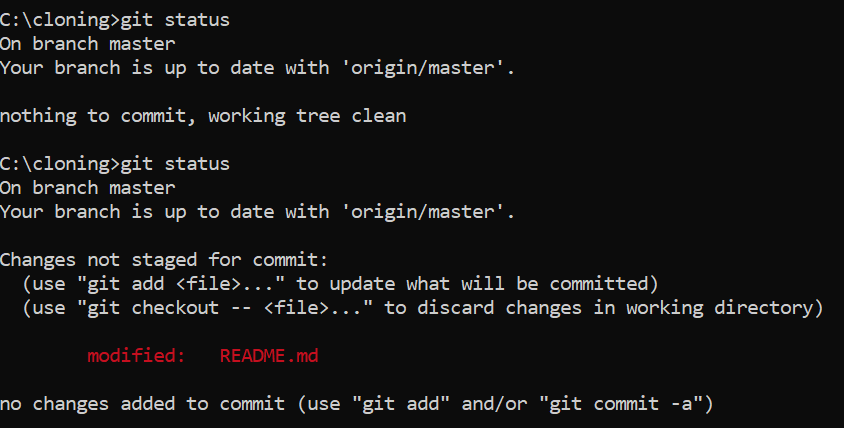 C:\cloning>git status
On branch master
Your branch is up to date with 'origin/master'.
nothing to commit, working tree clean
C:\cloning>git status
On branch master
Your branch is up to date with 'origin/master'.
Changes not staged for commit:
  (use "git add <file>..." to update what will be committed)
  (use "git checkout -- <file>..." to discard changes in working directory)
        modified:   README.md
no changes added to commit (use "git add" and/or "git commit -a")